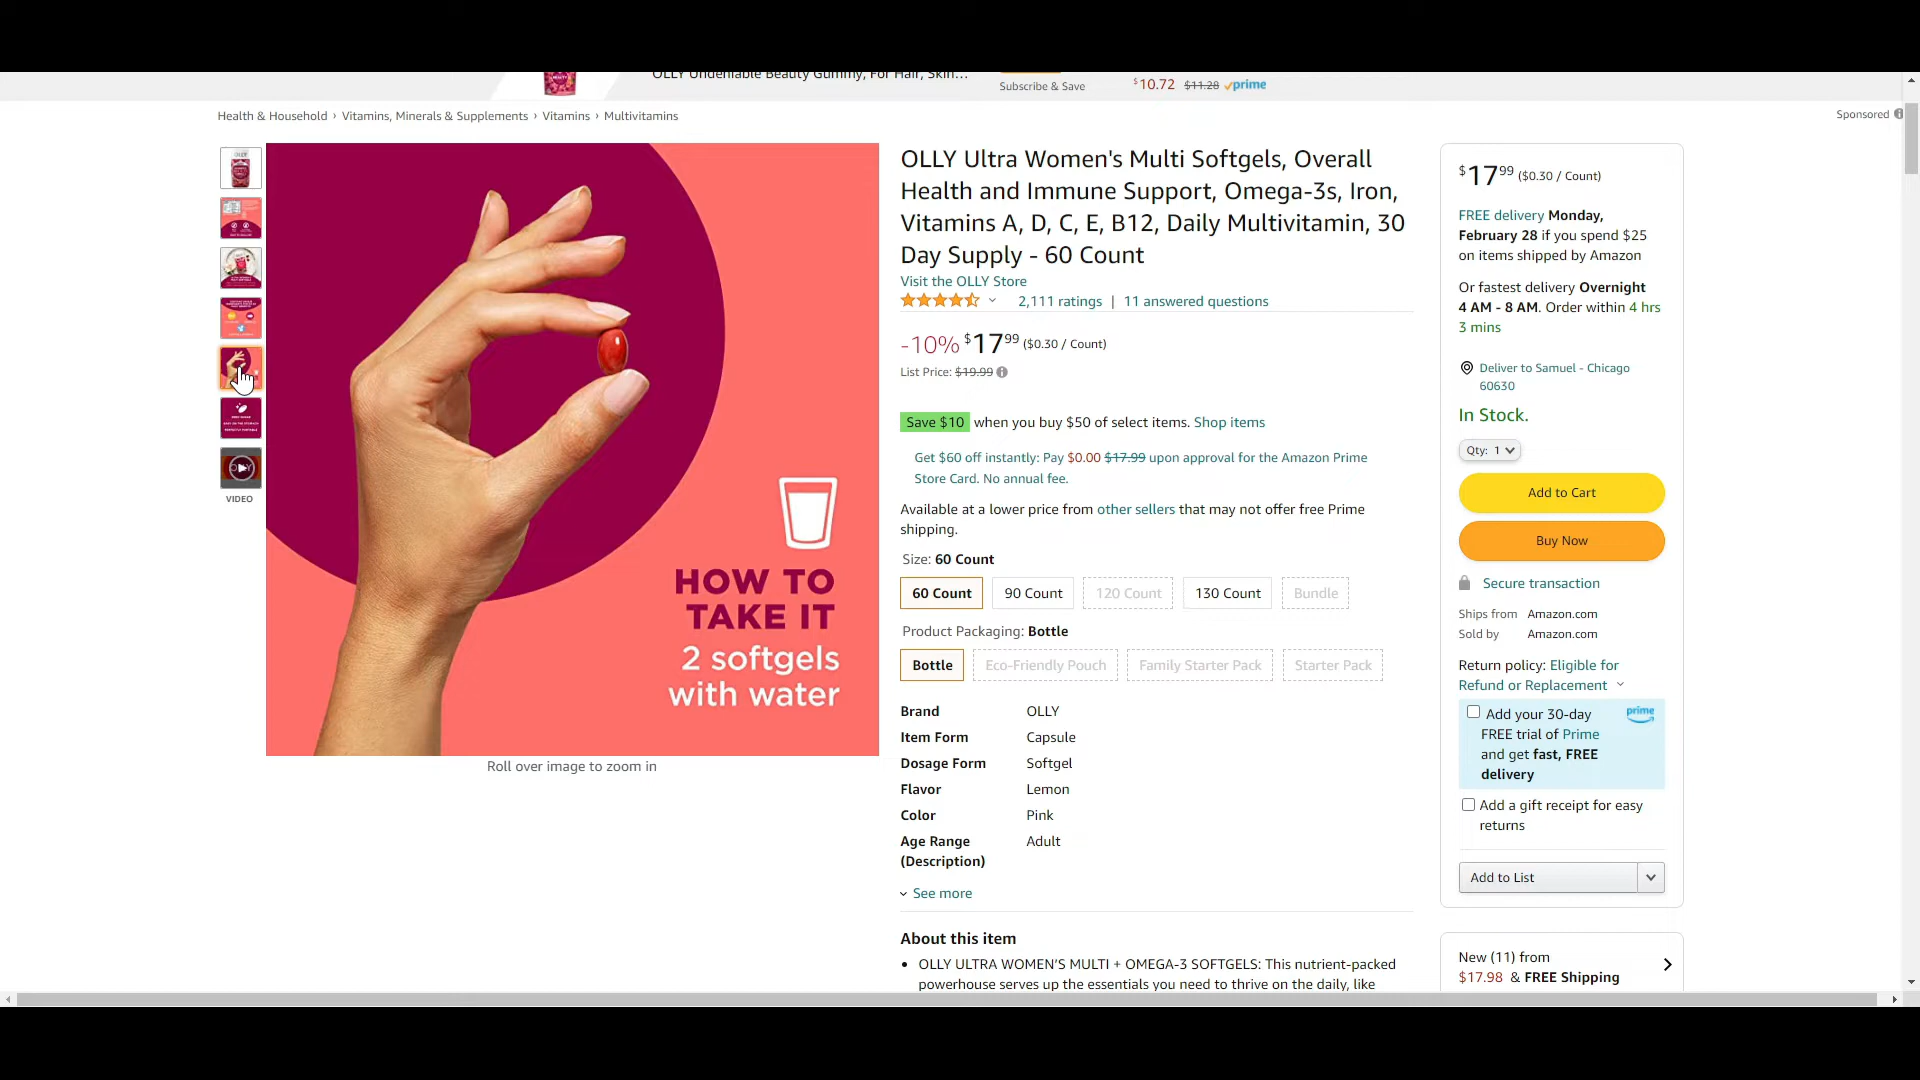 OLLY Undeniable Beauty Gummy, For Hair, Skin...
Subscribe & Save
$10.72 $11.28 prime
Health & Household › Vitamins, Minerals & Supplements › Vitamins › Multivitamins
Sponsored
OLLY Ultra Women's Multi Softgels, Overall
Health and Immune Support, Omega-3s, Iron,
Vitamins A, D, C, E, B12, Daily Multivitamin, 30
Day Supply - 60 Count
Visit the OLLY Store
2,111 ratings | 11 answered questions
-10% $17 99 ($0.30 / Count)
List Price: $19.99
Save $10 when you buy $50 of select items. Shop items
Get $60 off instantly: Pay $0.00 $17.99 upon approval for the Amazon Prime
Store Card. No annual fee.
Available at a lower price from other sellers that may not offer free Prime
shipping.
Size: 60 Count
60 Count 90 Count 120 Count 130 Count Bundle
Product Packaging: Bottle
Bottle Eco-Friendly Pouch Family Starter Pack Starter Pack
Brand OLLY
Item Form Capsule
Dosage Form Softgel
Flavor Lemon
Color Pink
Age Range Adult
(Description)
See more
About this item
• OLLY ULTRA WOMEN'S MULTI + OMEGA-3 SOFTGELS: This nutrient-packed
powerhouse serves up the essentials you need to thrive on the daily, like
HOW TO
TAKE IT
2 softgels
with water
Roll over image to zoom in
VIDEO
$17 99 ($0.30 / Count)
FREE delivery Monday,
February 28 if you spend $25
on items shipped by Amazon
Or fastest delivery Overnight
4 AM - 8 AM. Order within 4 hrs
3 mins
Deliver to Samuel - Chicago
60630
In Stock.
Qty: 1
Add to Cart
Buy Now
Secure transaction
Ships from Amazon.com
Sold by Amazon.com
Return policy: Eligible for
Refund or Replacement
Add your 30-day
FREE trial of Prime
and get fast, FREE
delivery
prime
Add a gift receipt for easy
returns
Add to List
New (11) from
$17.98 & FREE Shipping